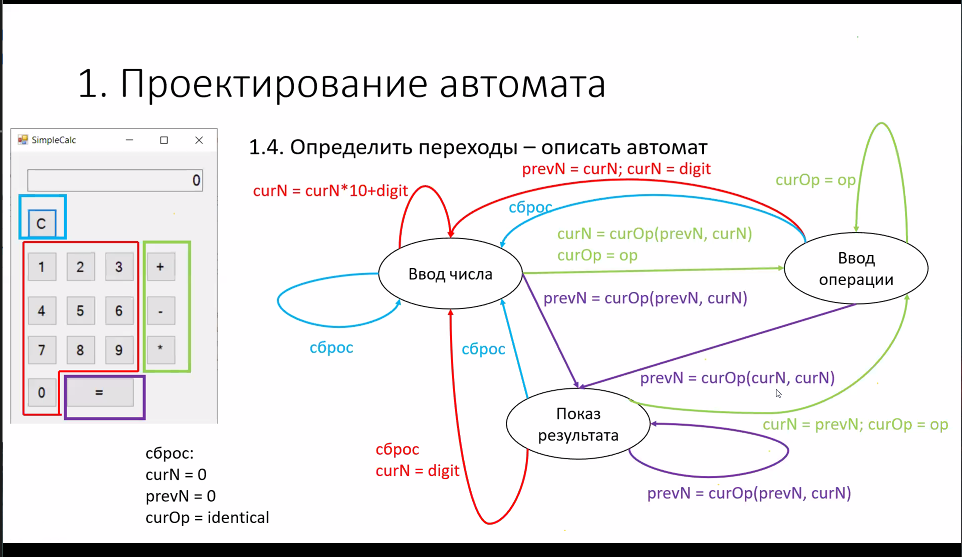 1. Проектирование автомата
SimpleCalc
0
C
1 2 3 +
4 5 6 -
7 8 9 *
0 =
1.4. Определить переходы – описать автомат
prevN = curN; curN = digit
curN = curN*10+digit
сброс
curOp = op
curN = curOp(prevN, curN)
curOp = op
Ввод числа
Ввод
операции
prevN = curOp(prevN, curN)
сброс
сброс
prevN = curOp(curN, curN)
Показ
результата
curN = prevN; curOp = op
сброс
curN = digit
prevN = curOp(prevN, curN)
сброс:
curN = 0
prevN = 0
curOp = identical